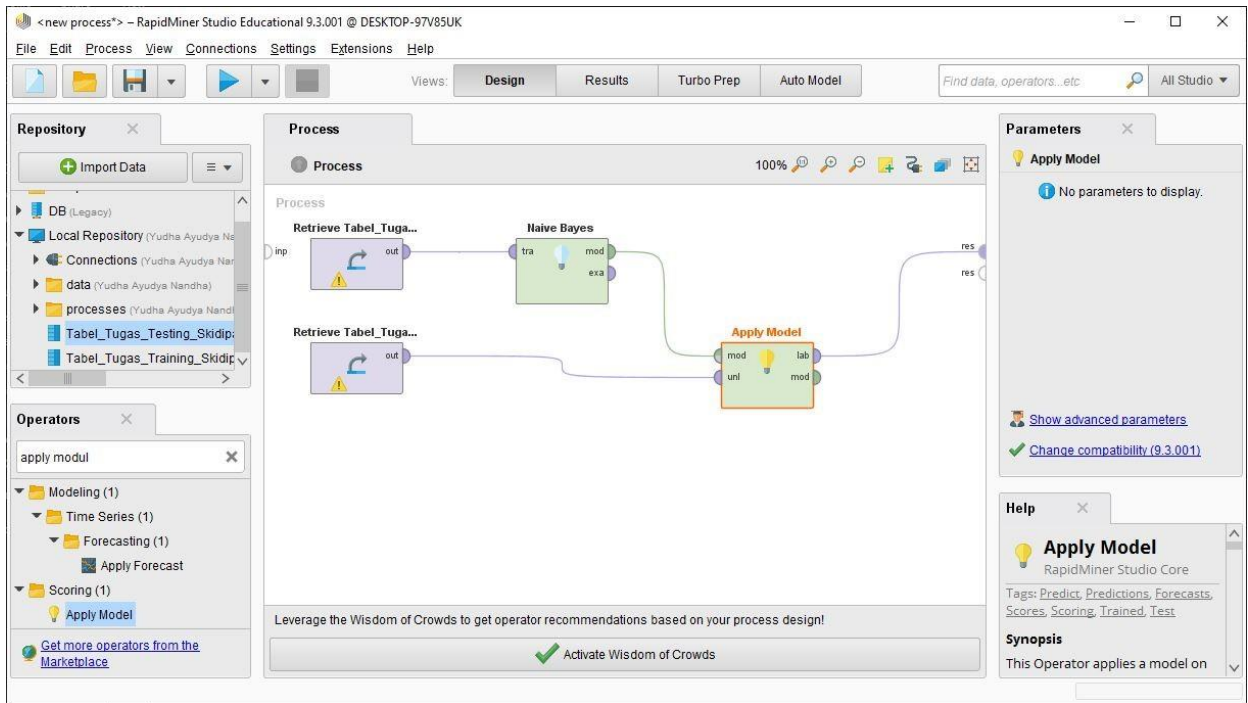 <new process*> – RapidMiner Studio Educational 9.3.001 @ DESKTOP-97V85UK
File Edit Process View Connections Settings Extensions Help
Views: Design Results Turbo Prep Auto Model
Find data, operators...etc
All Studio
Repository
Import Data
DB (Legacy)
Local Repository (Yudha Ayudya Na
Connections (Yudha Ayudya Nar
data (Yudha Ayudya Nandha)
processes (Yudha Ayudya Nandl
Tabel_Tugas_Testing_Skidip
Tabel_Tugas_Training_Skidip
Operators
apply modul
Modeling (1)
Time Series (1)
Forecasting (1)
Apply Forecast
Scoring (1)
Apply Model
Get more operators from the
Marketplace
Process
Process
100%
Process
inp
Retrieve Tabel_Tuga...
out
Naive Bayes
tra
mod
exa
Retrieve Tabel_Tuga...
out
Apply Model
mod
lab
unl
mod
res
res
Leverage the Wisdom of Crowds to get operator recommendations based on your process design!
Activate Wisdom of Crowds
Parameters
Apply Model
No parameters to display.
Show advanced parameters
Change compatibility (9.3.001)
Help
Apply Model
RapidMiner Studio Core
Tags: Predict, Predictions, Forecasts,
Scores, Scoring, Trained, Test
Synopsis
This Operator applies a model on